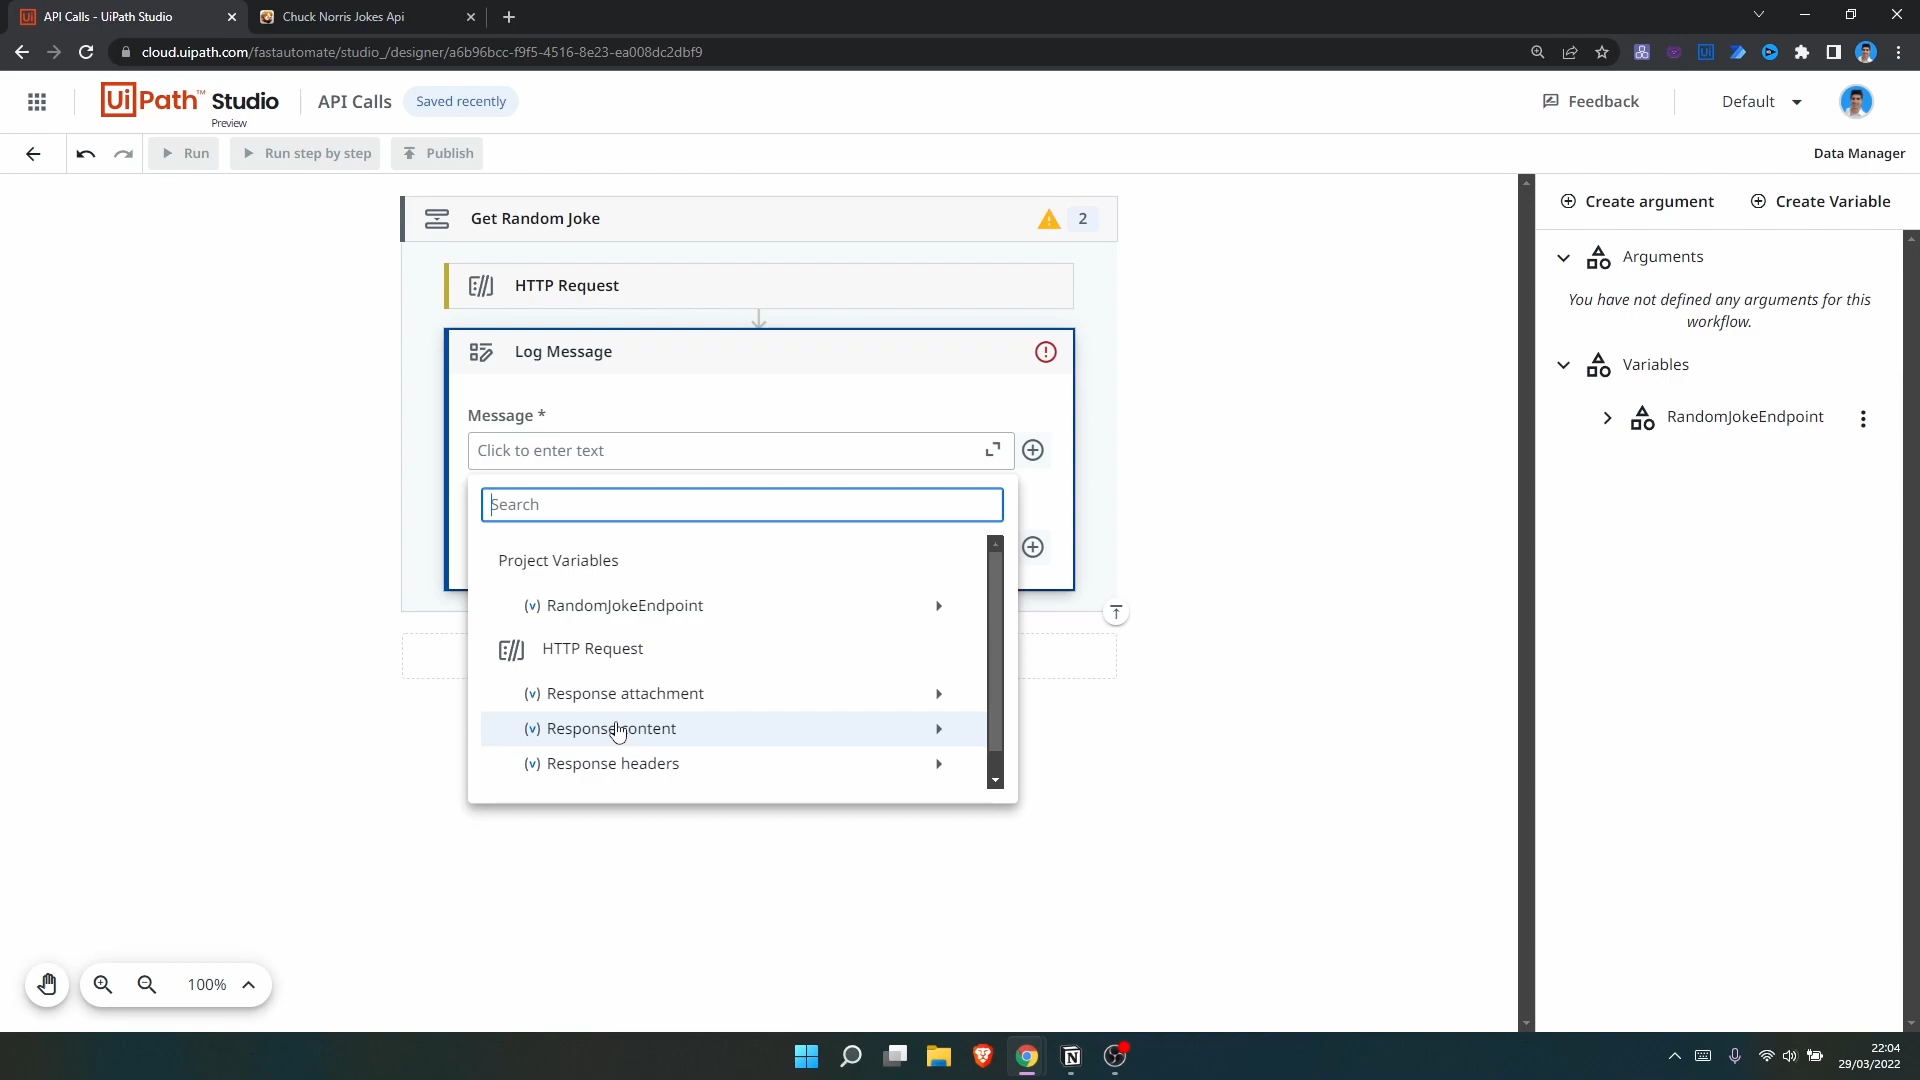 API Calls - UiPath Studio
Chuck Norris Jokes Api
cloud.uipath.com/fastautomate/studio_/designer/a6b96bcc-f9f5-4516-8e23-ea008dc2dbf9
UiPath™ Studio
Preview
API Calls
Saved recently
Feedback
Default
Run
Run step by step
Publish
Data Manager
Get Random Joke
2
HTTP Request
Log Message
Message *
Click to enter text
Search
Project Variables
(v) RandomJokeEndpoint
HTTP Request
(v) Response attachment
(v) Response content
(v) Response headers
Create argument
Create Variable
Arguments
You have not defined any arguments for this
workflow.
Variables
RandomJokeEndpoint
100%
22:04
29/03/2022